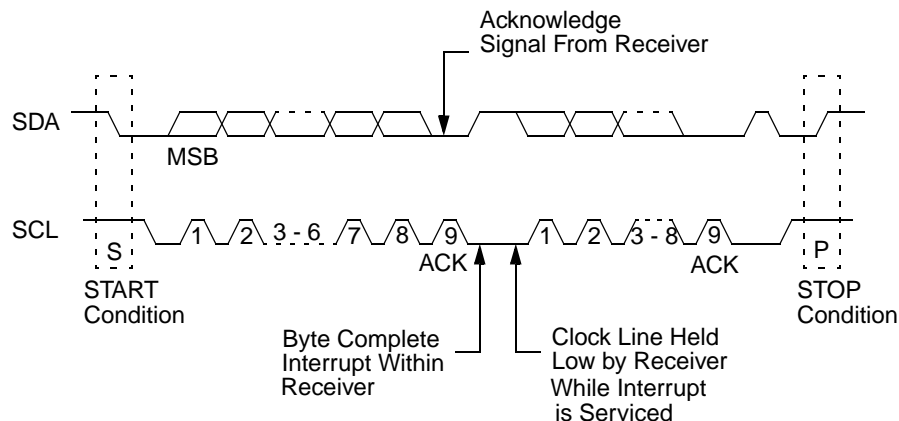 Acknowledge
Signal From Receiver
SDA
MSB
SCL
S
1 2 3 - 6 7 8 9
ACK
1 2 3 - 8 9
ACK
P
START
Condition
STOP
Condition
Byte Complete
Interrupt Within
Receiver
Clock Line Held
Low by Receiver
While Interrupt
is Serviced